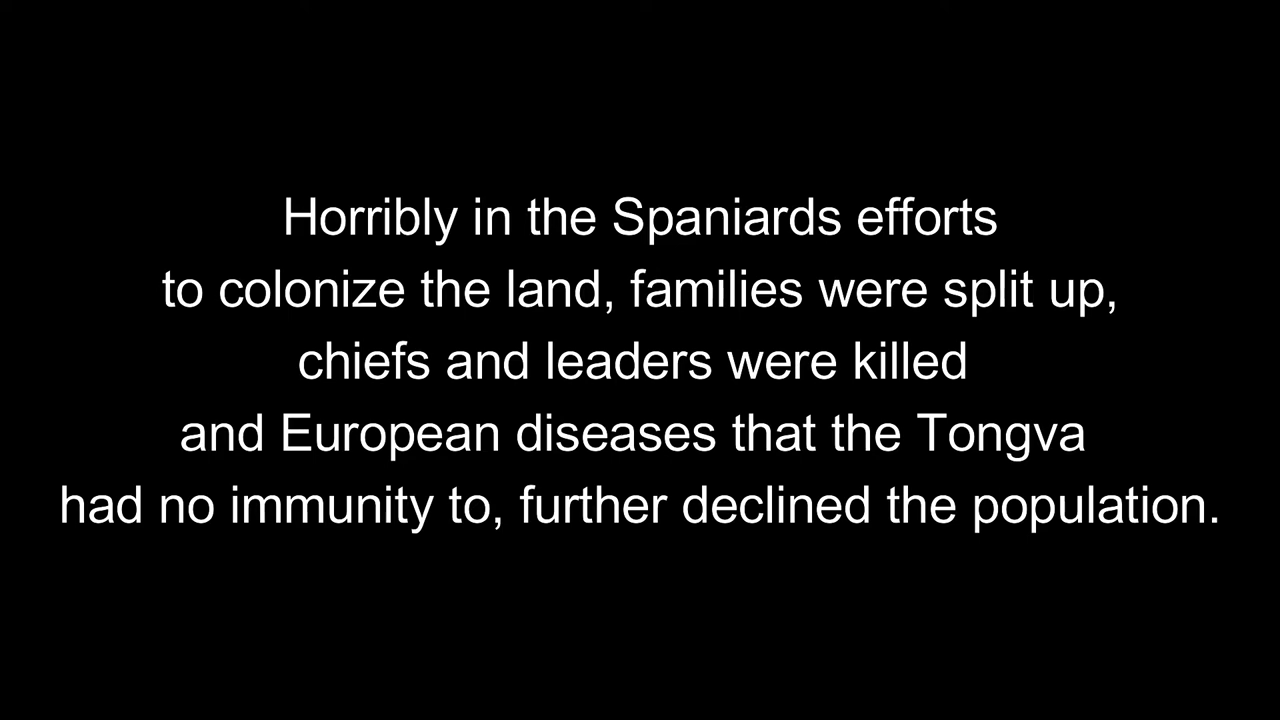 Horribly in the Spaniards efforts
to colonize the land, families were split up,
chiefs and leaders were killed
and European diseases that the Tongva
had no immunity to, further declined the population.